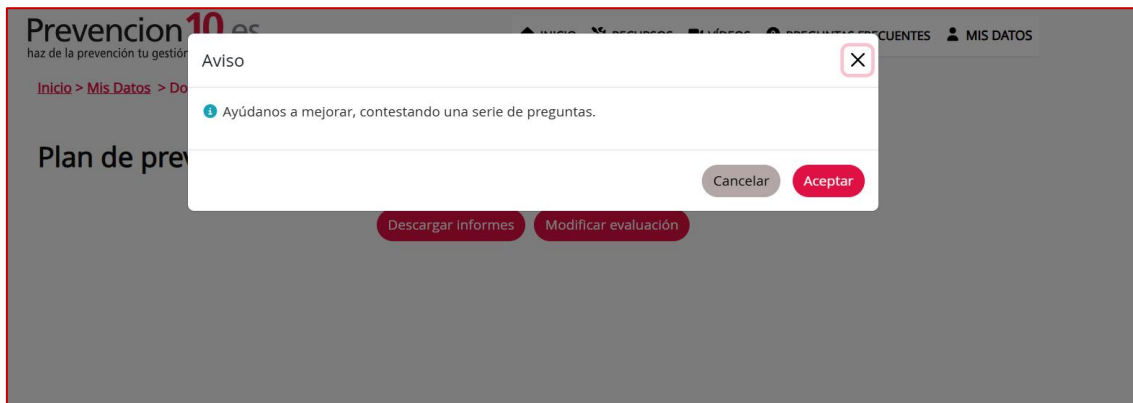 Prevencion10.es
haz de la prevención tu gestión
INICIO RECURSOS VÍDEOS PREGUNTAS FRECUENTES MIS DATOS
Inicio > Mis Datos > Do
Aviso
Ayúdanos a mejorar, contestando una serie de preguntas.
Cancelar Aceptar
Plan de prev
Descargar informes Modificar evaluación